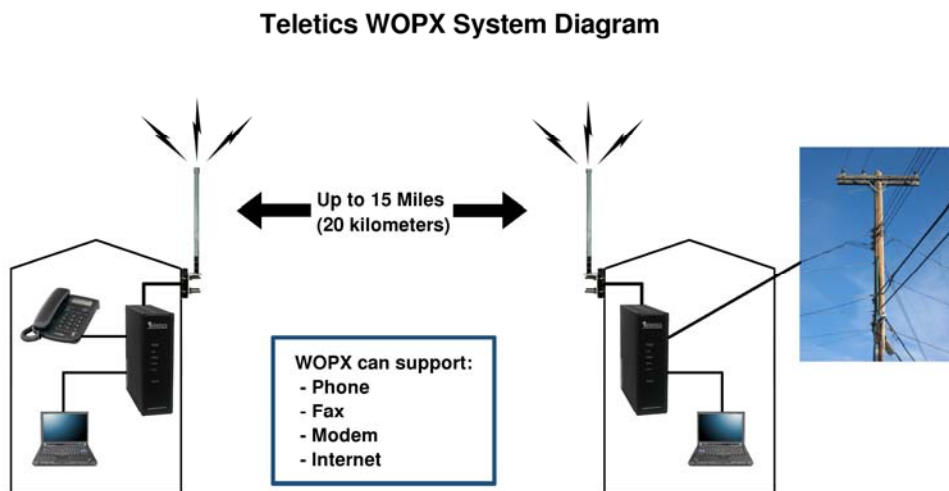 Teletics WOPX System Diagram
Up to 15 Miles
(20 kilometers)
WOPX can support:
- Phone
- Fax
- Modem
- Internet